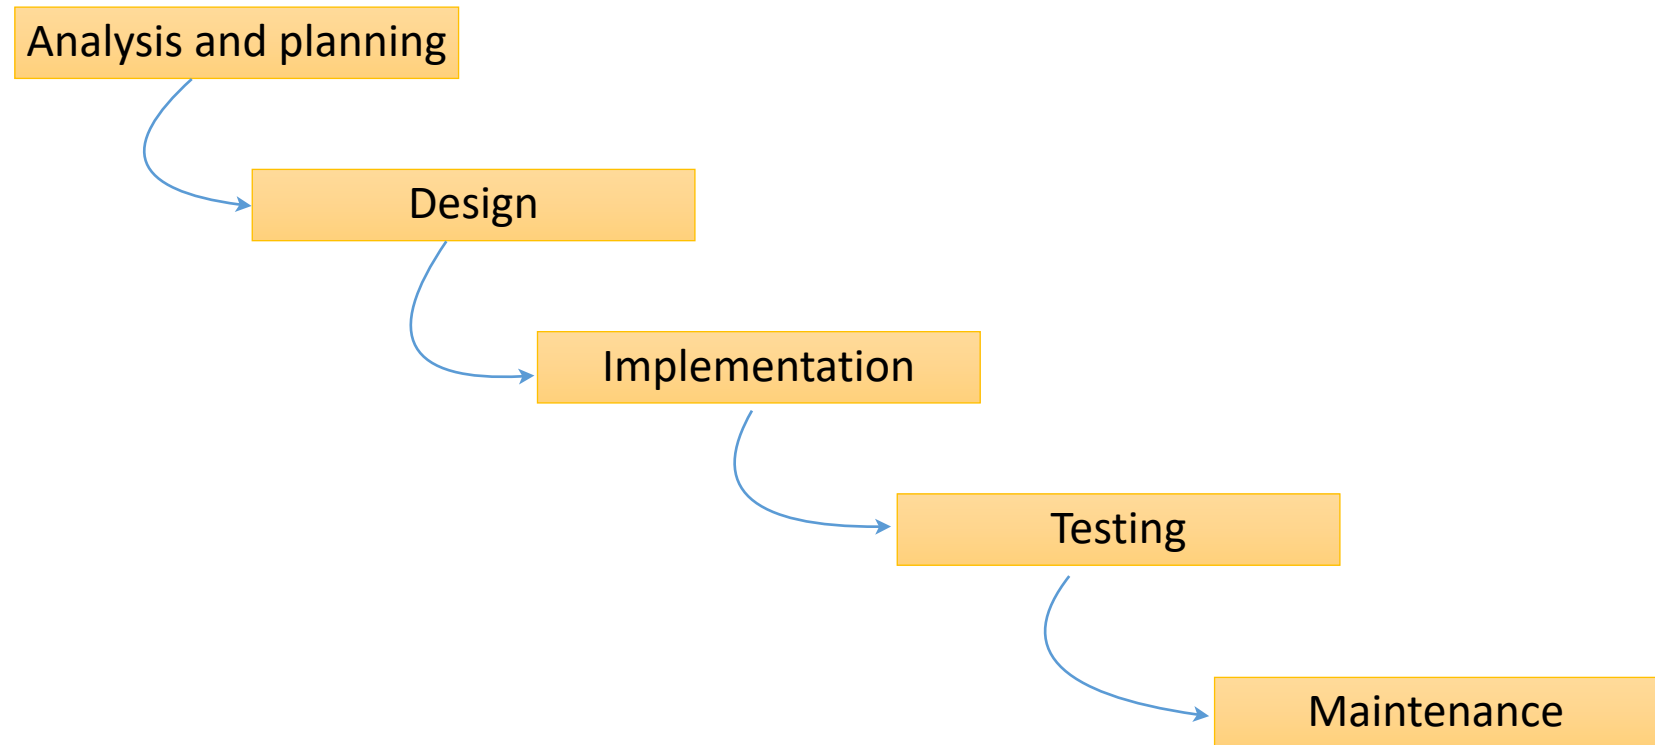 Analysis and planning
Design
Implementation
Testing
Maintenance